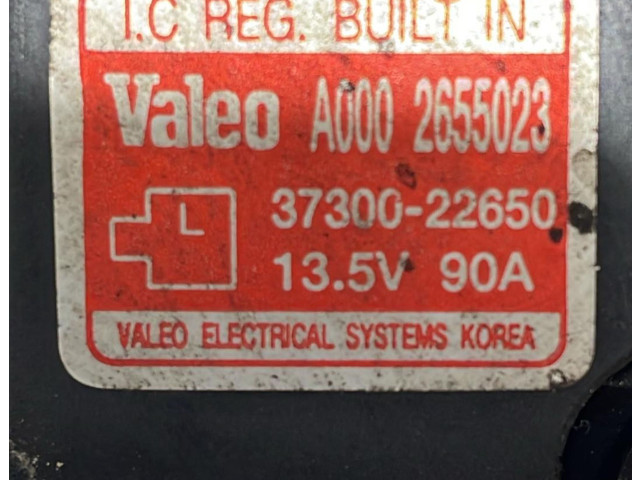 I.C REG. BUILT IN
Valeo A000 2655023
L 37300-22650
13.5V 90A
VALEO ELECTRICAL SYSTEMS KOREA